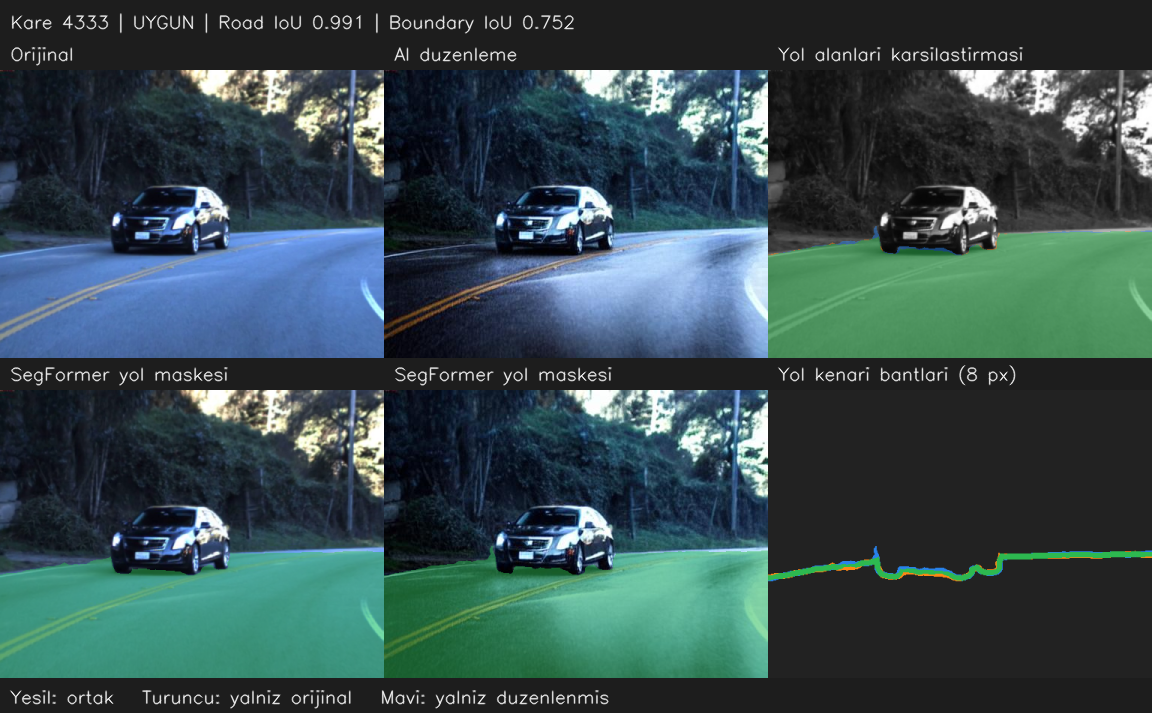 Kare 4333 | UYGUN | Road IoU 0.991 | Boundary IoU 0.752
Orijinal
AI duzenleme
Yol alanlari karsilastirmasi
SegFormer yol maskesi
SegFormer yol maskesi
Yol kenari bantlari (8 px)
Yesil: ortak Turuncu: yalniz orijinal Mavi: yalniz duzenlenmis